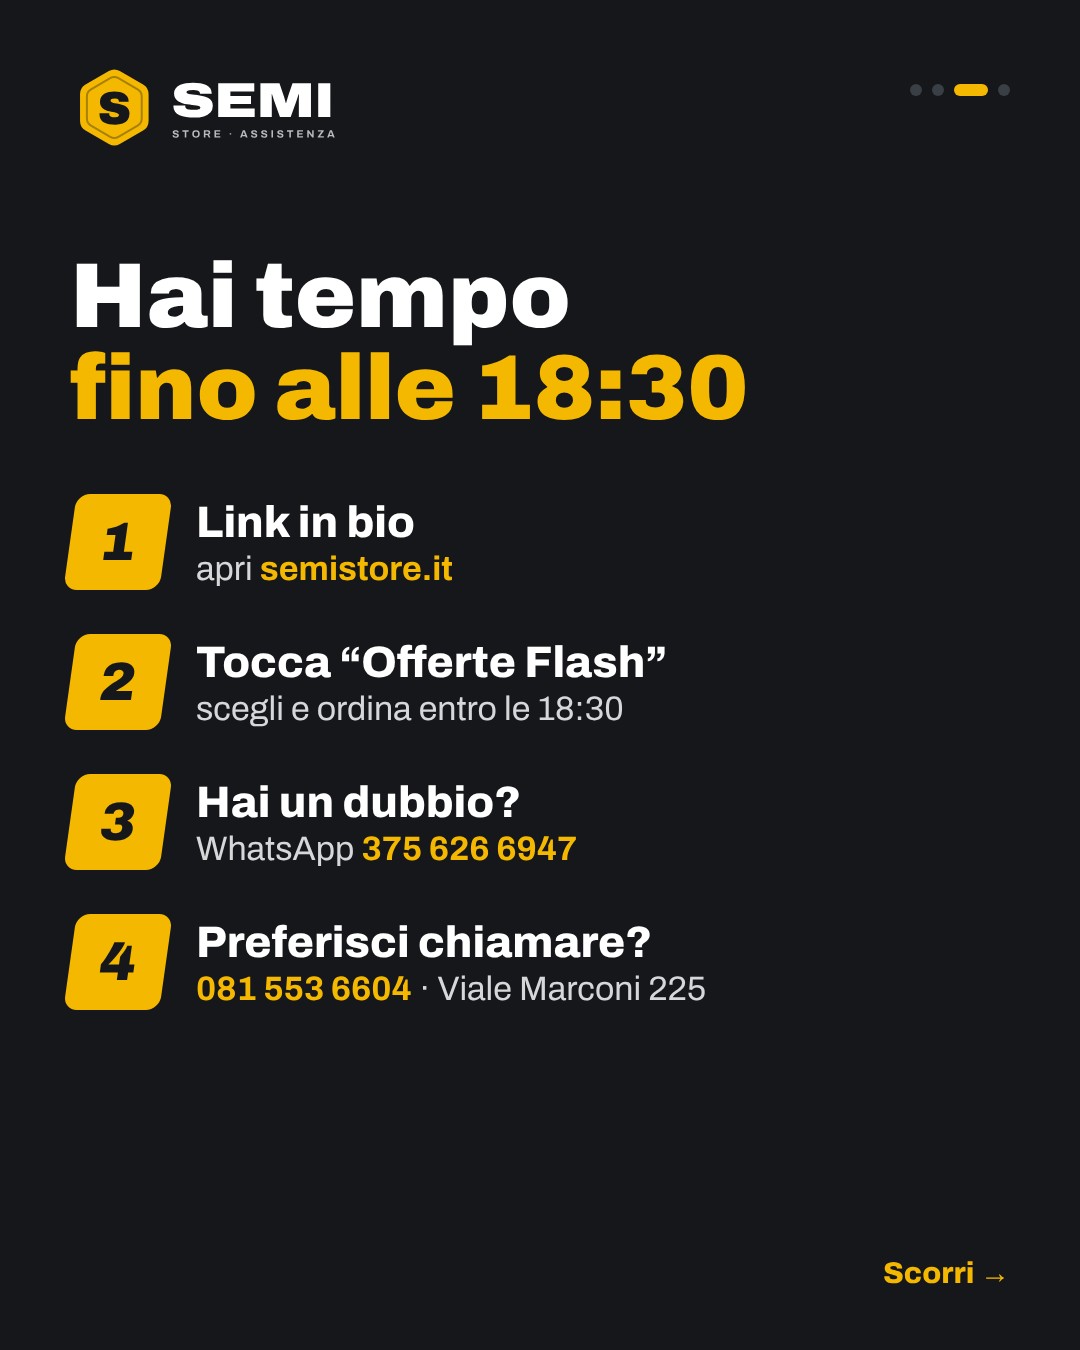 S
SEMI
STORE · ASSISTENZA
Hai tempo
fino alle 18:30
1
Link in bio
apri semistore.it
2
Tocca “Offerte Flash”
scegli e ordina entro le 18:30
3
Hai un dubbio?
WhatsApp 375 626 6947
4
Preferisci chiamare?
081 553 6604 · Viale Marconi 225
Scorri →